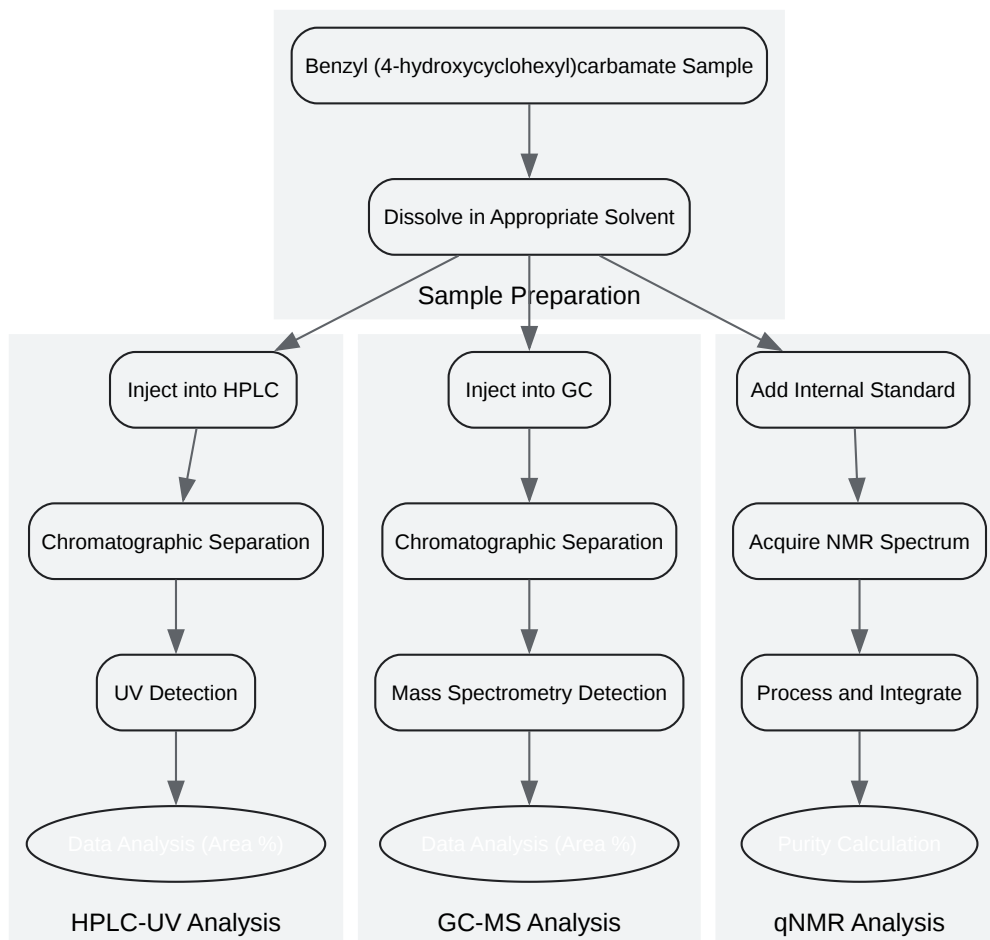 Benzyl (4-hydroxycyclohexyl)carbamate Sample
Dissolve in Appropriate Solvent
Sample Preparation
Inject into HPLC
Chromatographic Separation
UV Detection
Data Analysis (Area %)
HPLC-UV Analysis
Inject into GC
Chromatographic Separation
Mass Spectrometry Detection
Data Analysis (Area %)
GC-MS Analysis
Add Internal Standard
Acquire NMR Spectrum
Process and Integrate
Purity Calculation
qNMR Analysis